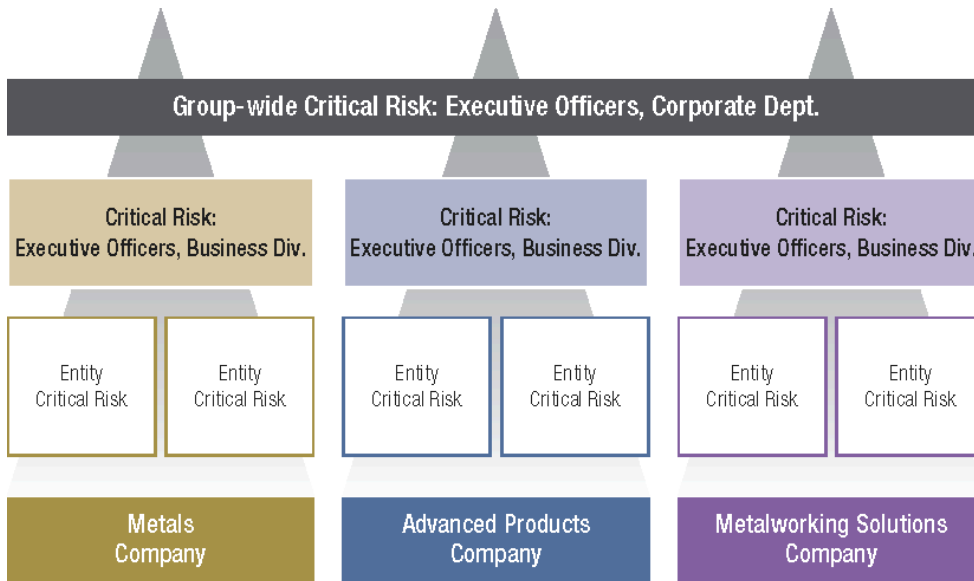 Group-wide Critical Risk: Executive Officers, Corporate Dept.
Critical Risk:
Executive Officers, Business Div.
Critical Risk:
Executive Officers, Business Div.
Critical Risk:
Executive Officers, Business Div.
Entity
Critical Risk
Entity
Critical Risk
Entity
Critical Risk
Entity
Critical Risk
Entity
Critical Risk
Entity
Critical Risk
Metals
Company
Advanced Products
Company
Metalworking Solutions
Company